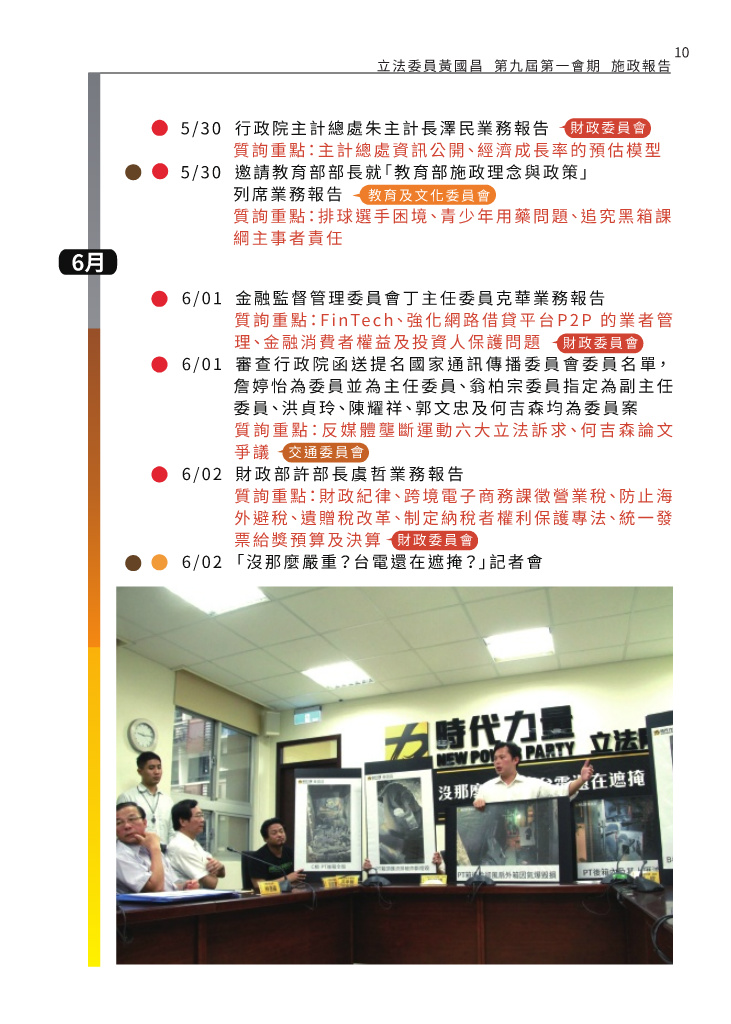 10
立法委員黃國昌 第九屆第一會期 施政報告
5/30 行政院主計總處朱主計長澤民業務報告 財政委員會
質詢重點：主計總處資訊公開、經濟成長率的預估模型
5/30 邀請教育部部長就「教育部施政理念與政策」
列席業務報告 教育及文化委員會
質詢重點：排球選手困境、青少年用藥問題、追究黑箱課
綱主事者責任
6月
6/01 金融監督管理委員會丁主任委員克華業務報告
質詢重點：FinTech、強化網路借貸平台P2P 的業者管
理、金融消費者權益及投資人保護問題 財政委員會
6/01 審查行政院函送提名國家通訊傳播委員會委員名單，
詹婷怡為委員並為主任委員、翁柏宗委員指定為副主任
委員、洪貞玲、陳耀祥、郭文忠及何吉森均為委員案
質詢重點：反媒體壟斷運動六大立法訴求、何吉森論文
爭議 交通委員會
6/02 財政部許部長虞哲業務報告
質詢重點：財政紀律、跨境電子商務課徵營業稅、防止海
外避稅、遺贈稅改革、制定納稅者權利保護專法、統一發
票給獎預算及決算 財政委員會
6/02 「沒那麼嚴重？台電還在遮掩？」記者會
時代力量
NEW POWER PARTY 立法
沒那 台電還在遮掩